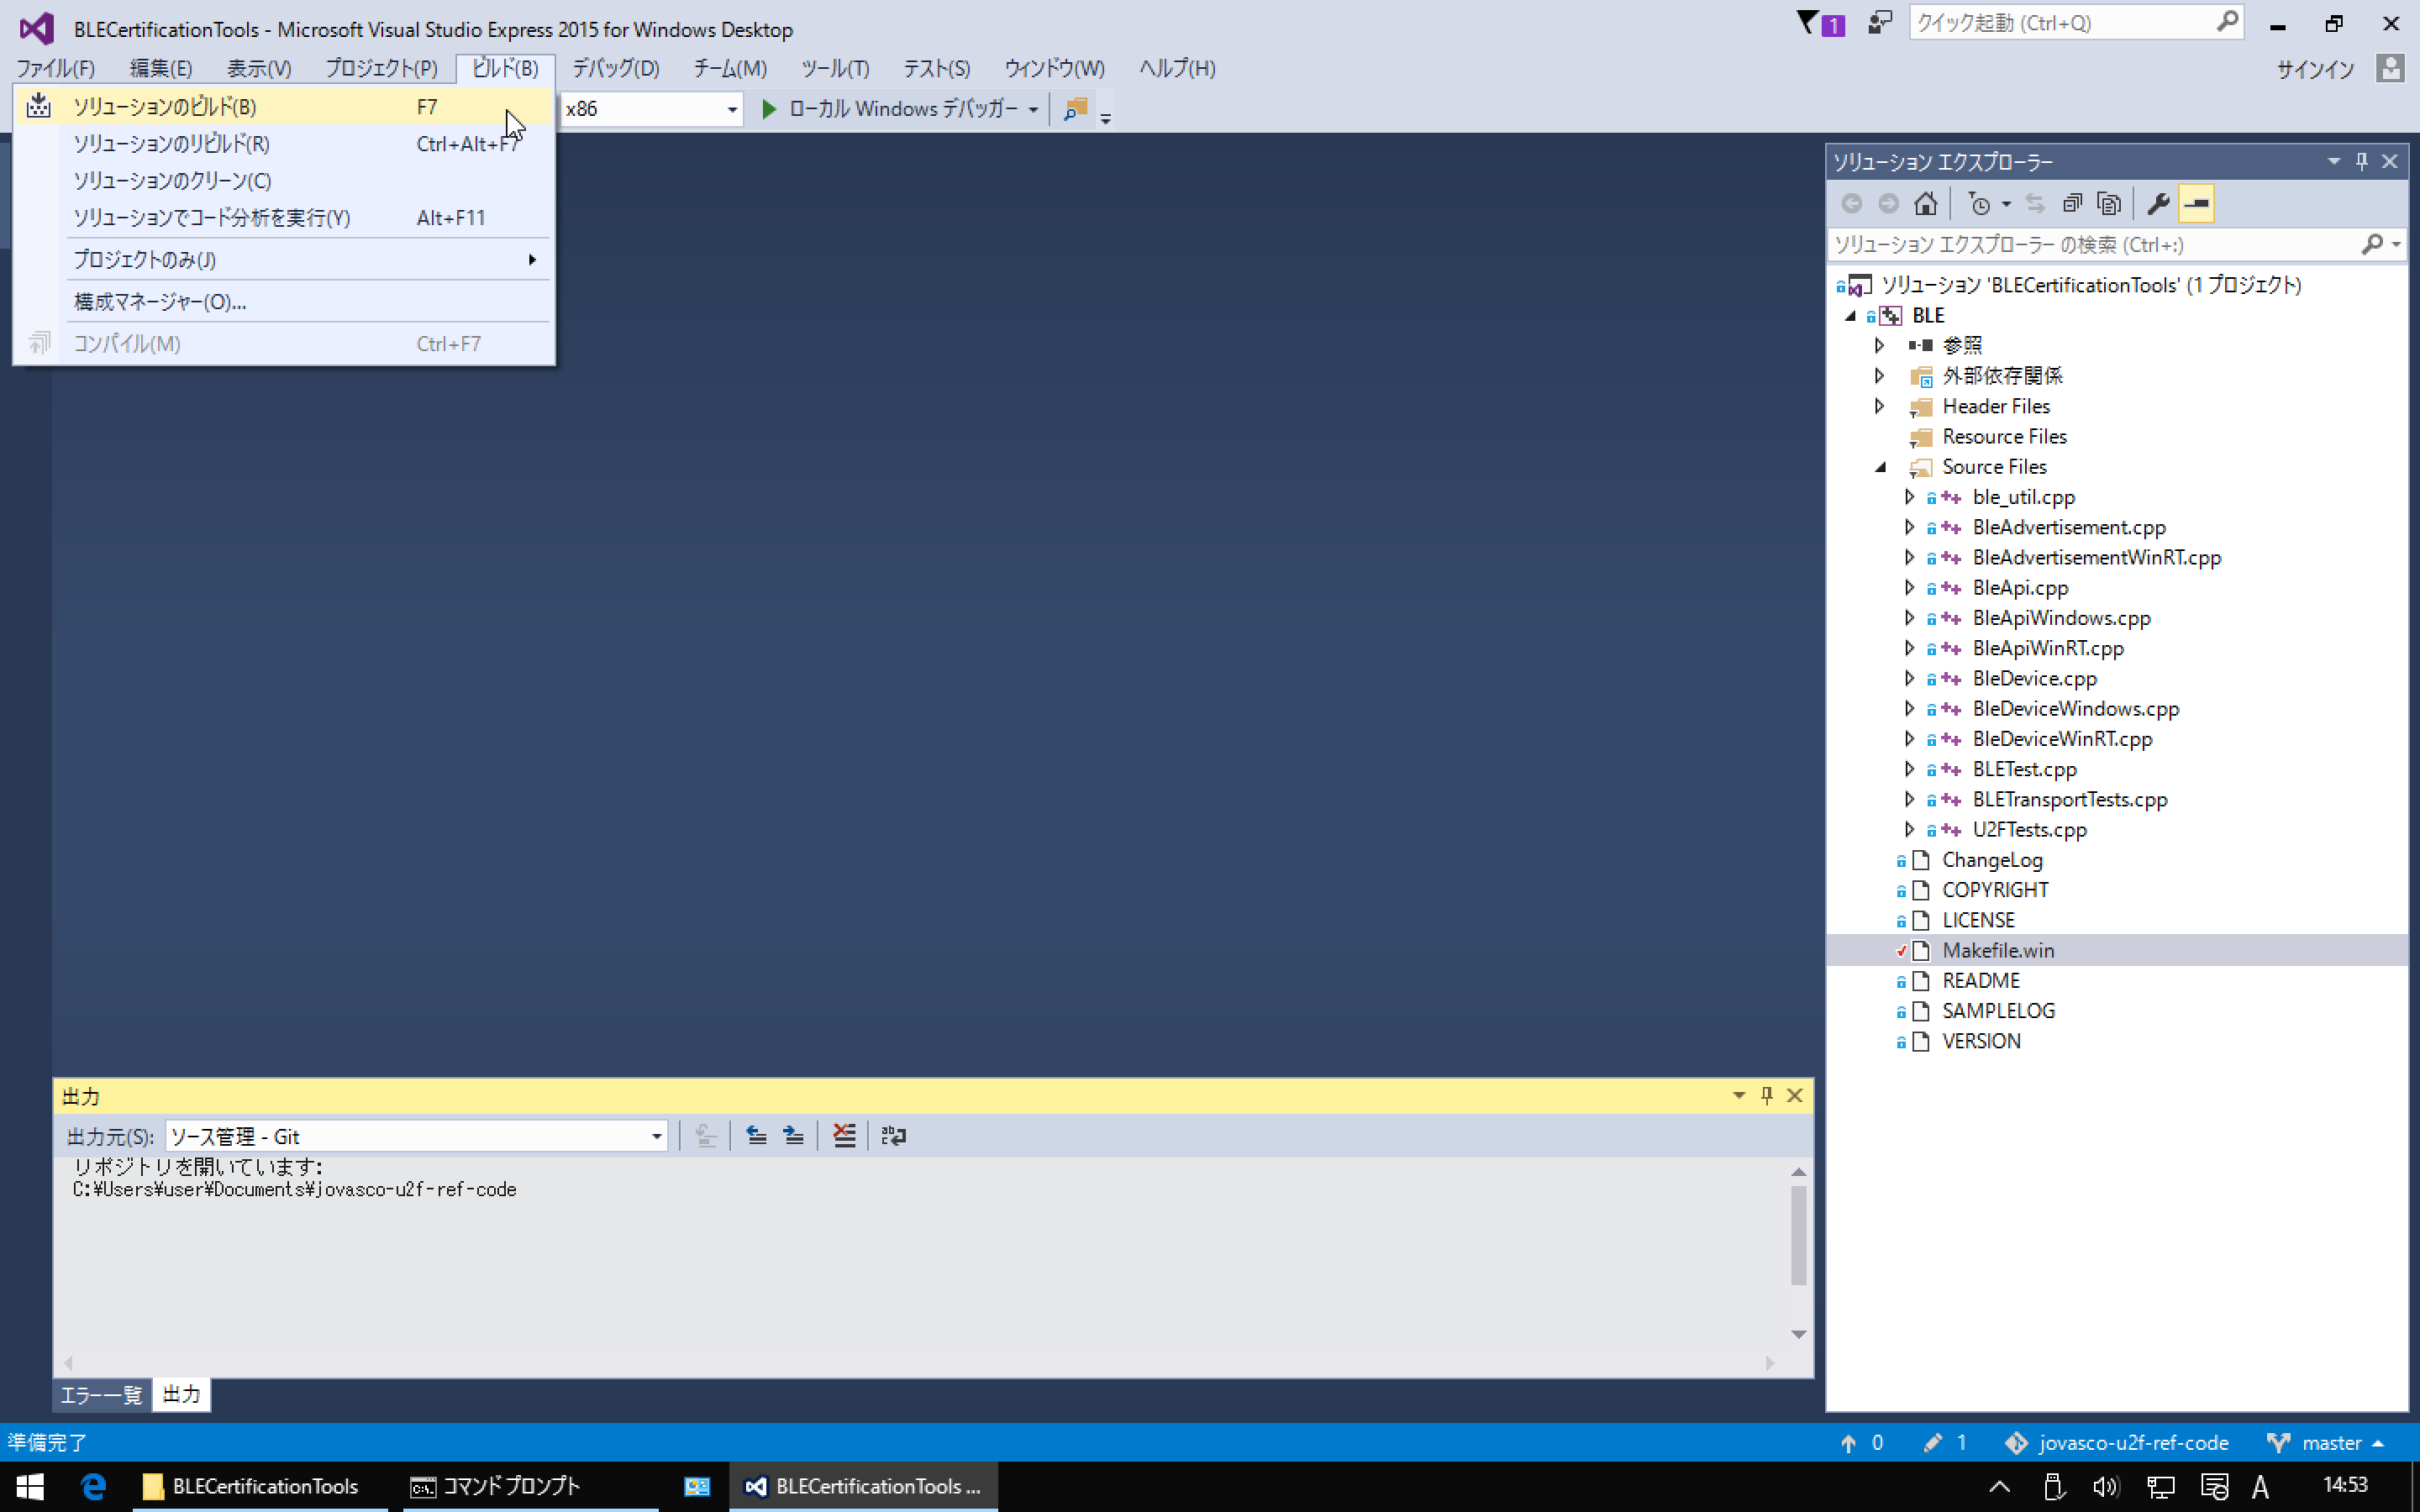 BLECertificationTools - Microsoft Visual Studio Express 2015 for Windows Desktop
1
クイック起動 (Ctrl+Q)
ファイル(F) 編集(E) 表示(V) プロジェクト(P) ビルド(B) デバッグ(D) チーム(M) ツール(T) テスト(S) ウィンドウ(W) ヘルプ(H)
サインイン
ソリューションのビルド(B) F7
ソリューションのリビルド(R) Ctrl+Alt+F7
ソリューションのクリーン(C)
ソリューションでコード分析を実行(Y) Alt+F11
プロジェクトのみ(J)
構成マネージャー(O)...
コンパイル(M) Ctrl+F7
x86
ローカル Windows デバッガー
ソリューション エクスプローラー
ソリューション エクスプローラー の検索 (Ctrl+:)
ソリューション 'BLECertificationTools' (1 プロジェクト)
BLE
参照
外部依存関係
Header Files
Resource Files
Source Files
ble_util.cpp
BleAdvertisement.cpp
BleAdvertisementWinRT.cpp
BleApi.cpp
BleApiWindows.cpp
BleApiWinRT.cpp
BleDevice.cpp
BleDeviceWindows.cpp
BleDeviceWinRT.cpp
BLETest.cpp
BLETransportTests.cpp
U2FTests.cpp
ChangeLog
COPYRIGHT
LICENSE
Makefile.win
README
SAMPLELOG
VERSION
出力
出力元(S): ソース管理 - Git
リポジトリを開いています:
C:¥Users¥user¥Documents¥jovasco-u2f-ref-code
エラー一覧 出力
準備完了
0 1 jovasco-u2f-ref-code master
BLECertificationTools コマンド プロンプト BLECertificationTools ...
A 14:53